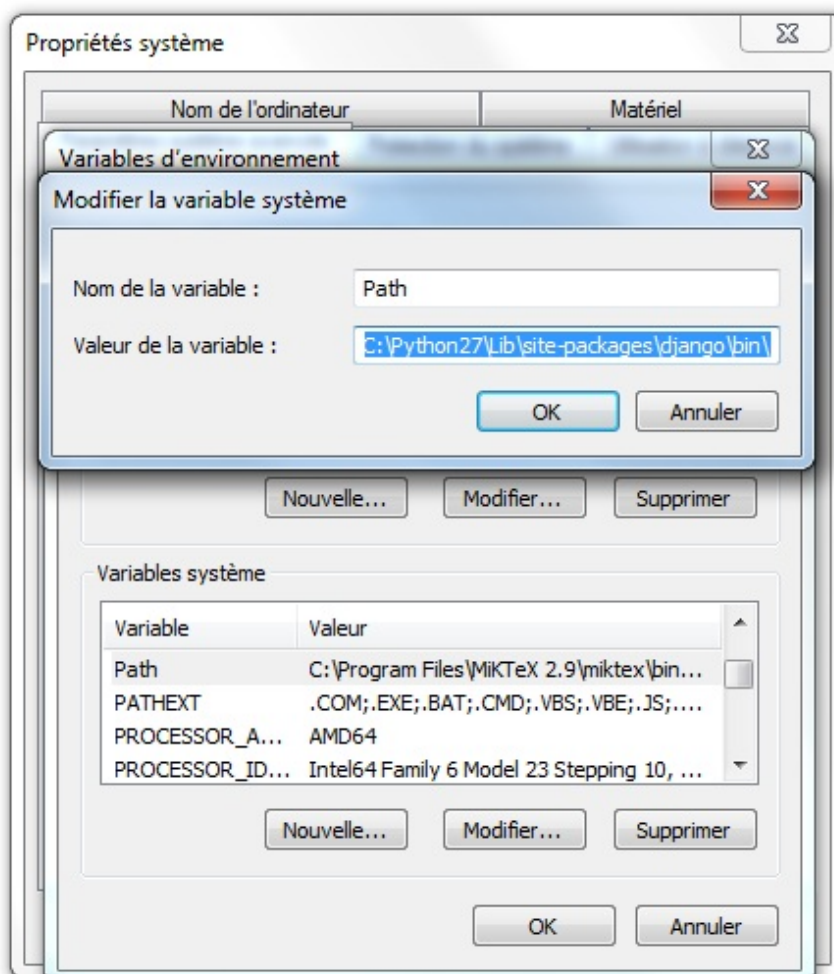 Propriétés système
Nom de l'ordinateur
Matériel
Variables d'environnement
Modifier la variable système
Nom de la variable :
Path
Valeur de la variable :
C:\Python27\Lib\site-packages\django\bin\
OK
Annuler
Nouvelle...
Modifier...
Supprimer
Variables système
Variable
Valeur
Path
C:\Program Files\MiKTeX 2.9\miktex\bin...
PATHEXT
.COM;.EXE;.BAT;.CMD;.VBS;.VBE;.JS;....
PROCESSOR_A...
AMD64
PROCESSOR_ID...
Intel64 Family 6 Model 23 Stepping 10, ...
Nouvelle...
Modifier...
Supprimer
OK
Annuler